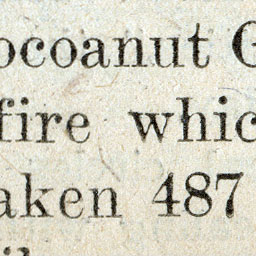 ocoanut G
fire whic
aken 487